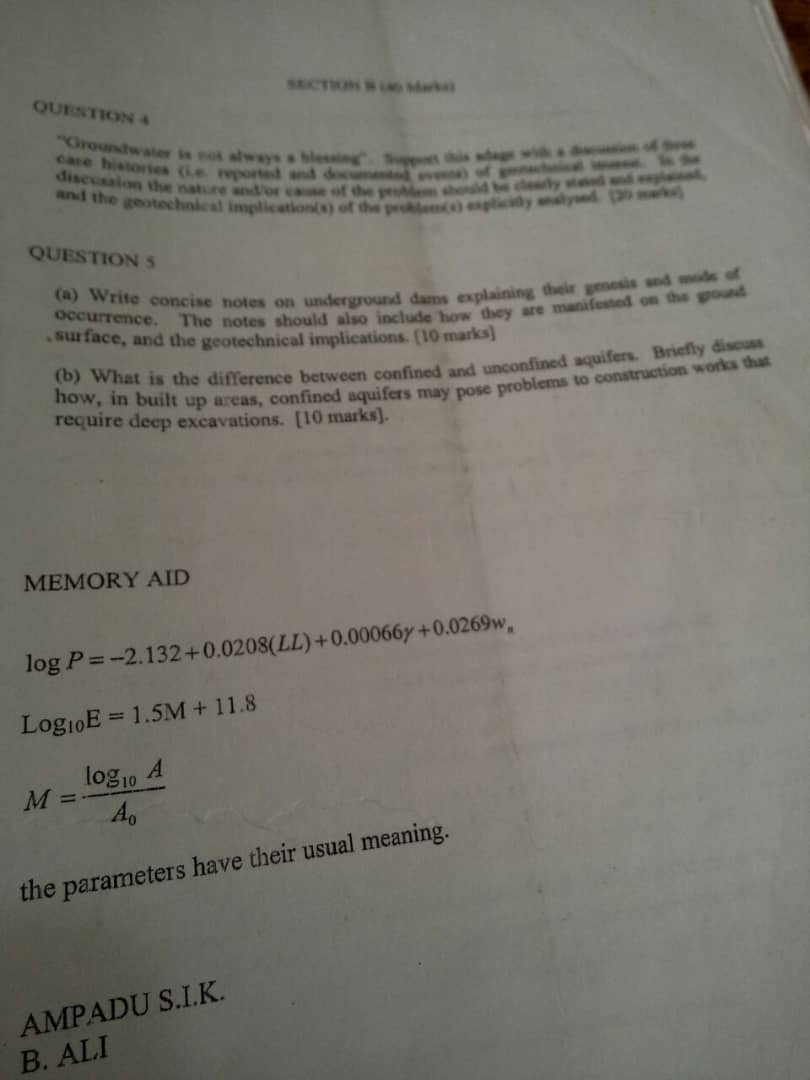 SECTION B (40 Marks)
QUESTION 4
"Groundwater is not always a blessing". Support this adage with a discussion of three
case histories (i.e. reported and documented events) of geotechnical interest. In the
discussion the nature and/or cause of the problem should be clearly stated and explained,
and the geotechnical implication(s) of the problem(s) explicitly analysed. [20 marks]
QUESTION 5
(a) Write concise notes on underground dams explaining their genesis and mode of
occurrence. The notes should also include how they are manifested on the ground
surface, and the geotechnical implications. [10 marks]
(b) What is the difference between confined and unconfined aquifers. Briefly discuss
how, in built up areas, confined aquifers may pose problems to construction works that
require deep excavations. [10 marks].
MEMORY AID
log P = -2.132+0.0208(LL)+0.00066γ+0.0269wₙ
Log₁₀E = 1.5M + 11.8
M = log₁₀ A
A₀
the parameters have their usual meaning.
AMPADU S.I.K.
B. ALI